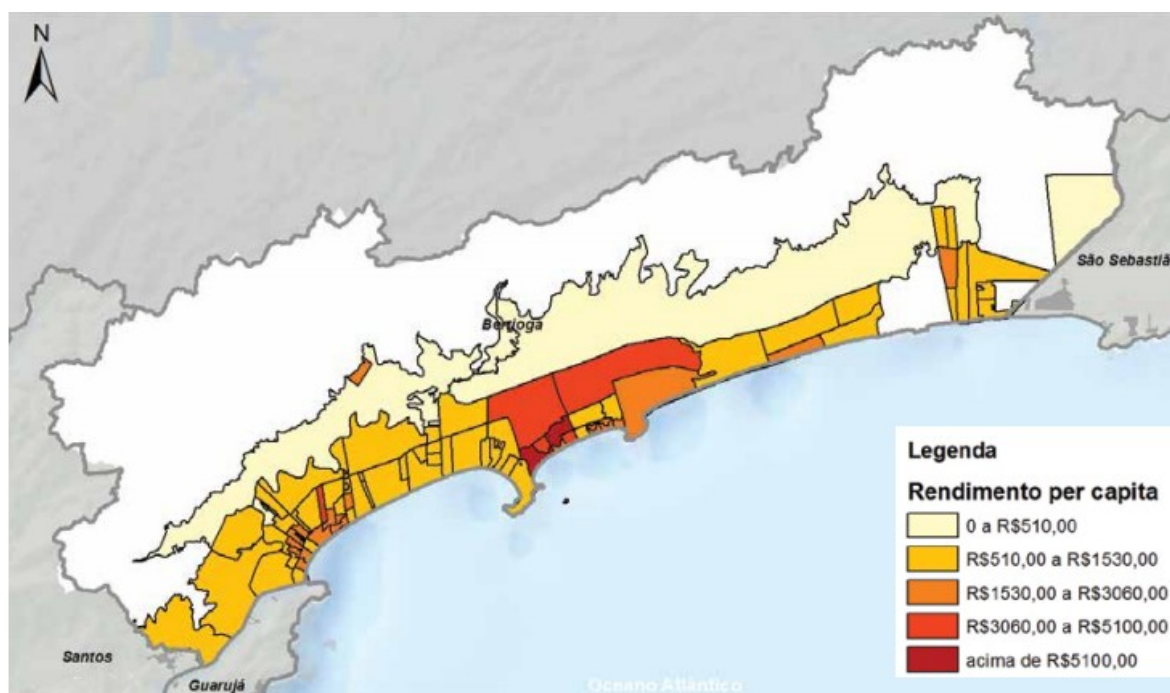 N
Bertioga
São Sebastiã
Legenda
Rendimento per capita
0 a R$510,00
R$510,00 a R$1530,00
R$1530,00 a R$3060,00
R$3060,00 a R$5100,00
acima de R$5100,00
Santos
Guarujá
Oceano Atlântico